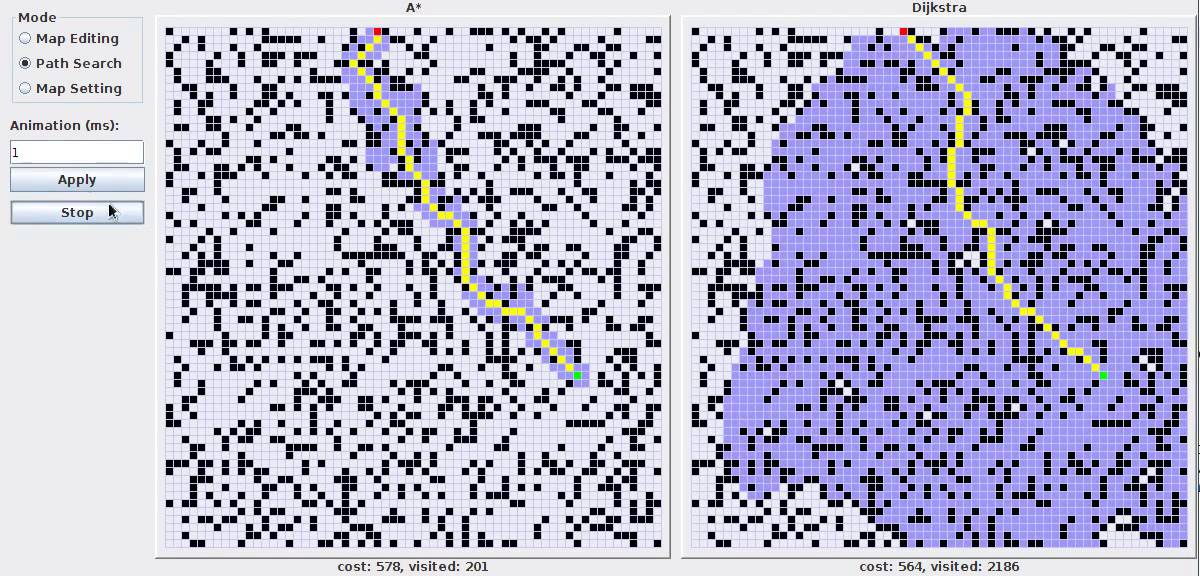 Mode
Map Editing
Path Search
Map Setting
Animation (ms):
1
Apply
Stop
A*
Dijkstra
cost: 578, visited: 201
cost: 564, visited: 2186